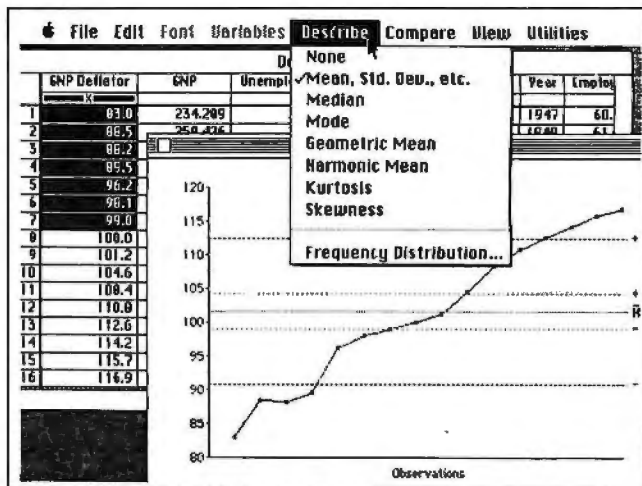 File Edit Font Variables Describe Compare View Utilities
None
✓Mean, Std. Dev., etc.
Median
Mode
Geometric Mean
Harmonic Mean
Kurtosis
Skewness
Frequency Distribution...
GNP Deflator GNP Unempl Year Employ
X
1 83.0 234.289 1947 60.
2 88.5
3 88.2
4 89.5
5 96.2
6 98.1
7 99.0
8 100.0
9 101.2
10 104.6
11 108.4
12 110.8
13 112.6
14 114.2
15 115.7
16 116.9
120
115
110
105
100
95
90
85
80
Observations